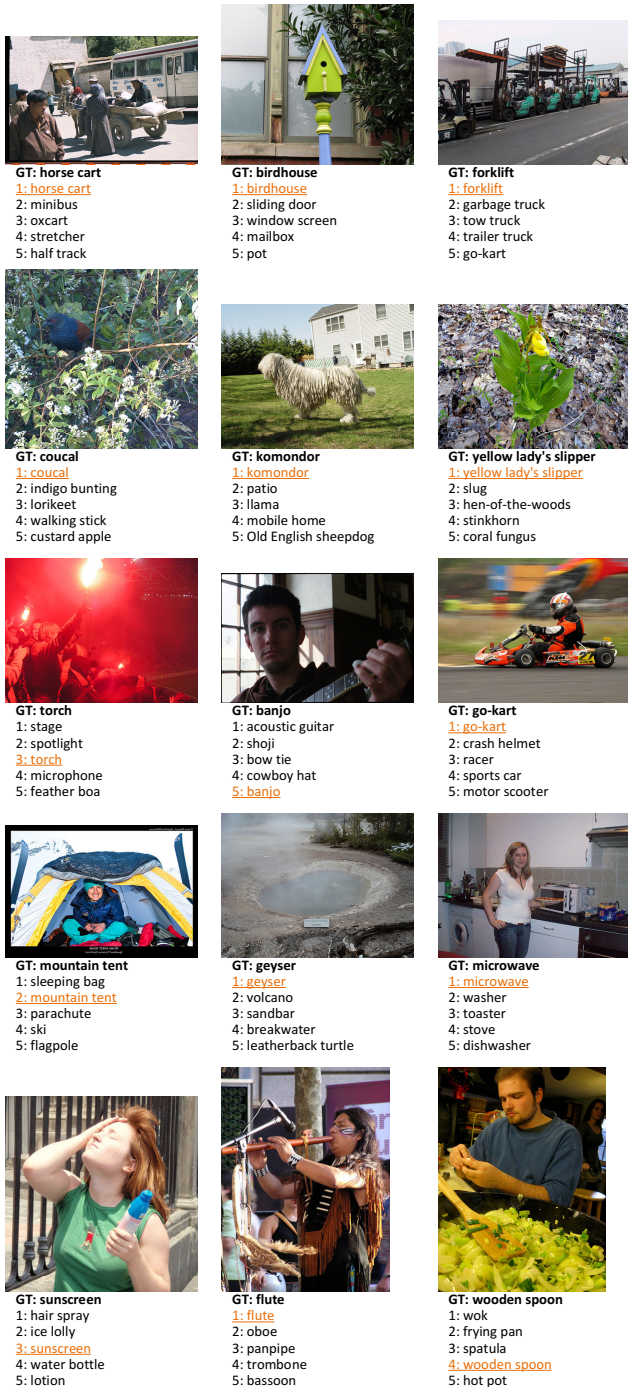 GT: horse cart
1: horse cart
2: minibus
3: oxcart
4: stretcher
5: half track
GT: birdhouse
1: birdhouse
2: sliding door
3: window screen
4: mailbox
5: pot
GT: forklift
1: forklift
2: garbage truck
3: tow truck
4: trailer truck
5: go-kart
GT: coucal
1: coucal
2: indigo bunting
3: lorikeet
4: walking stick
5: custard apple
GT: komondor
1: komondor
2: patio
3: llama
4: mobile home
5: Old English sheepdog
GT: yellow lady's slipper
1: yellow lady's slipper
2: slug
3: hen-of-the-woods
4: stinkhorn
5: coral fungus
GT: torch
1: stage
2: spotlight
3: torch
4: microphone
5: feather boa
GT: banjo
1: acoustic guitar
2: shoji
3: bow tie
4: cowboy hat
5: banjo
22
GT: go-kart
1: go-kart
2: crash helmet
3: racer
4: sports car
5: motor scooter
GT: mountain tent
1: sleeping bag
2: mountain tent
3: parachute
4: ski
5: flagpole
GT: geyser
1: geyser
2: volcano
3: sandbar
4: breakwater
5: leatherback turtle
GT: microwave
1: microwave
2: washer
3: toaster
4: stove
5: dishwasher
GT: sunscreen
1: hair spray
2: ice lolly
3: sunscreen
4: water bottle
5: lotion
GT: flute
1: flute
2: oboe
3: panpipe
4: trombone
5: bassoon
GT: wooden spoon
1: wok
2: frying pan
3: spatula
4: wooden spoon
5: hot pot